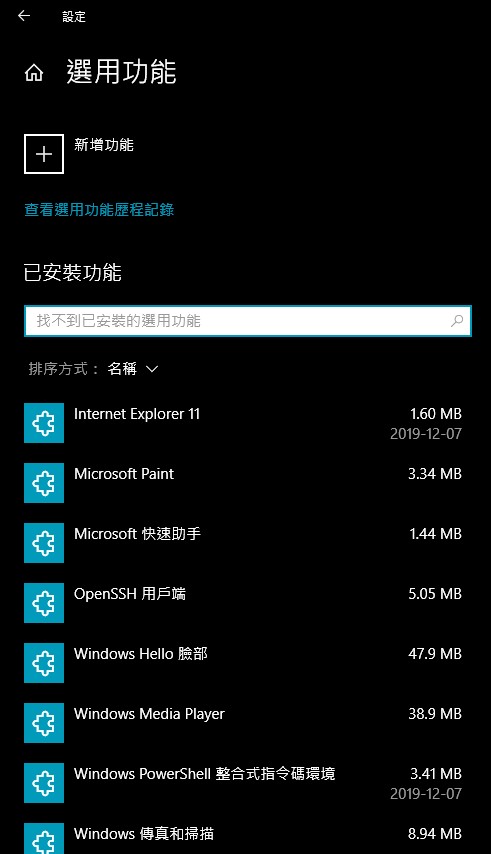 設定
選用功能
新增功能
查看選用功能歷程記錄
已安裝功能
找不到已安裝的選用功能
排序方式： 名稱
Internet Explorer 11 1.60 MB
2019-12-07
Microsoft Paint 3.34 MB
Microsoft 快速助手 1.44 MB
OpenSSH 用戶端 5.05 MB
Windows Hello 臉部 47.9 MB
Windows Media Player 38.9 MB
Windows PowerShell 整合式指令碼環境 3.41 MB
2019-12-07
Windows 傳真和掃描 8.94 MB